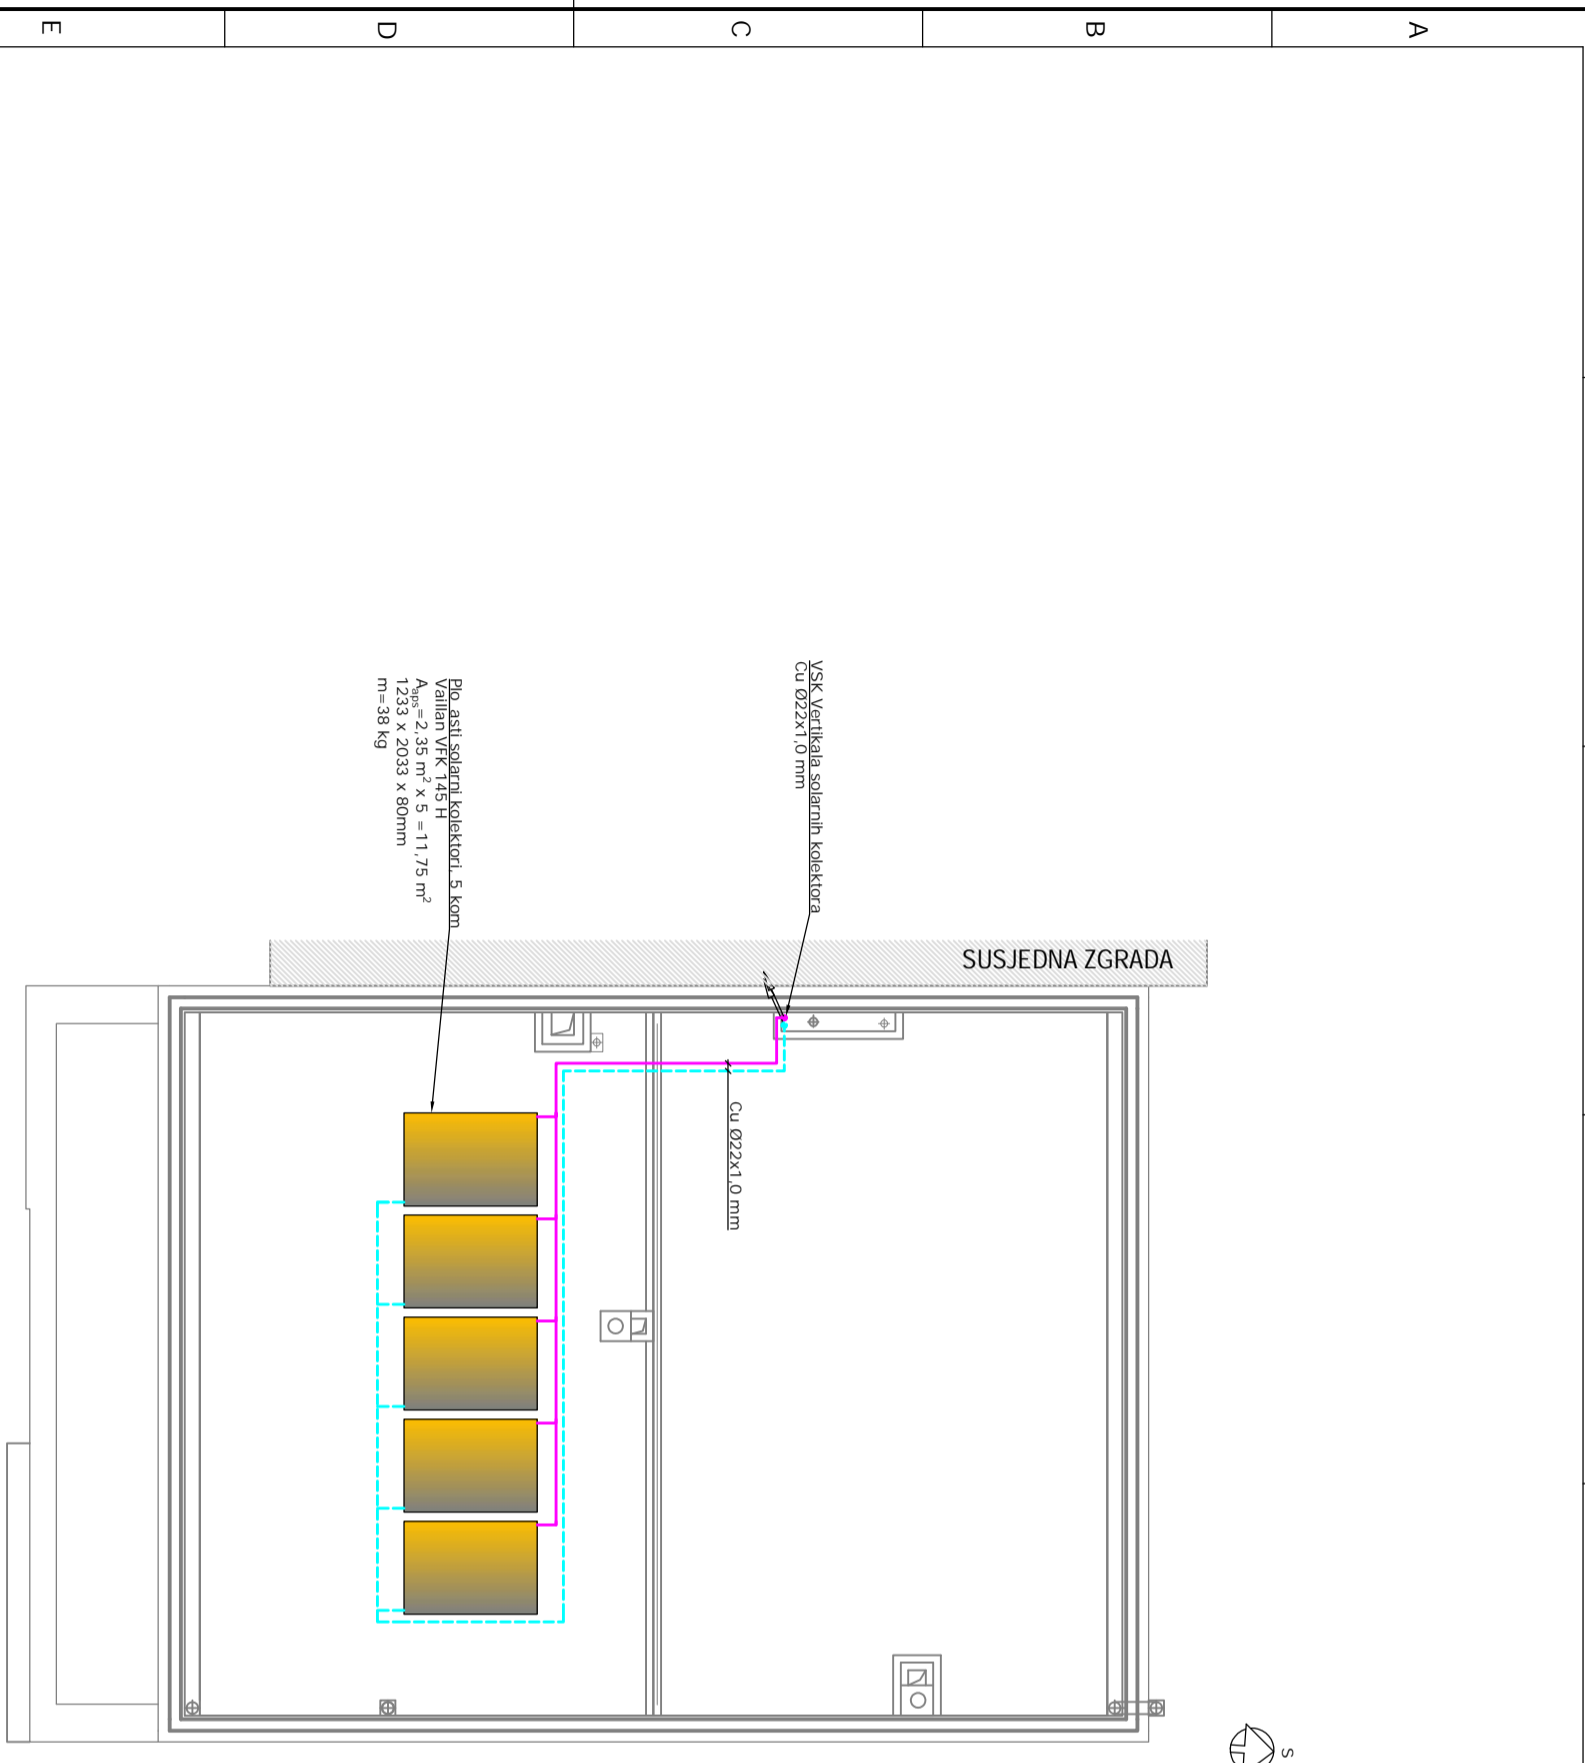 E
D
C
B
A
VSK Vertikala solarnih kolektora
Cu Ø22x1,0 mm
Plo asti solarni kolektori, 5 kom
Vaillan VFK 145 H
Aaps=2,35 m² x 5 =11,75 m²
1233 x 2033 x 80mm
m=38 kg
SUSJEDNA ZGRADA
Cu Ø22x1,0 mm
S